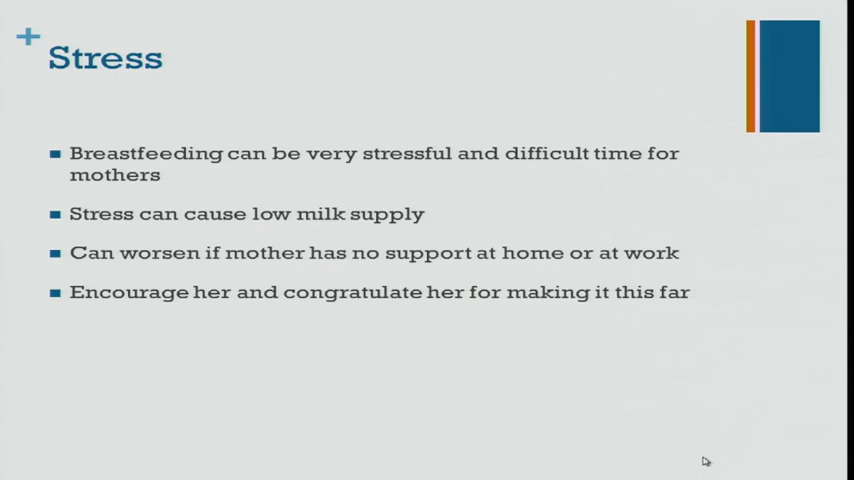 Stress
Breastfeeding can be very stressful and difficult time for
mothers
Stress can cause low milk supply
Can worsen if mother has no support at home or at work
Encourage her and congratulate her for making it this far